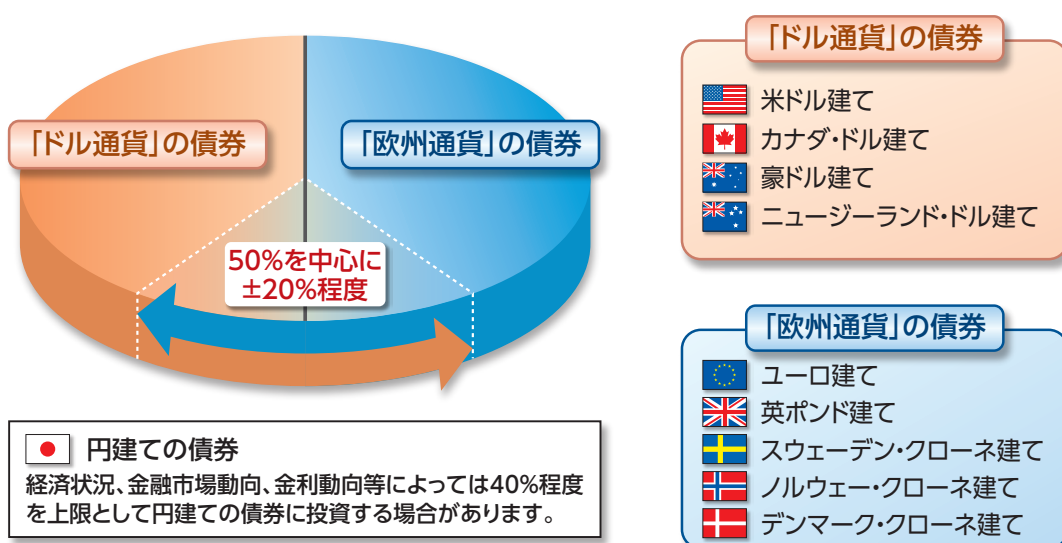 「ドル通貨」の債券
「欧州通貨」の債券
50%を中心に
±20%程度
円建ての債券
経済状況、金融市場動向、金利動向等によっては40%程度
を上限として円建ての債券に投資する場合があります。
「ドル通貨」の債券
米ドル建て
カナダ・ドル建て
豪ドル建て
ニュージーランド・ドル建て
「欧州通貨」の債券
ユーロ建て
英ポンド建て
スウェーデン・クローネ建て
ノルウェー・クローネ建て
デンマーク・クローネ建て